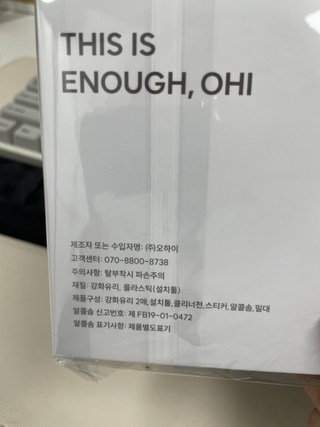 THIS IS
ENOUGH, OHI
제조자 또는 수입자명: (주)오하이
고객센터: 070-8800-8738
주의사항: 탈부착시 파손주의
재질: 강화유리, 플라스틱(설치툴)
제품구성: 강화유리 2매,설치툴,클리너천,스티커,알콜솜,밀대
알콜솜 신고번호: 제 FB19-01-0472
알콜솜 표기사항: 제품별도표기